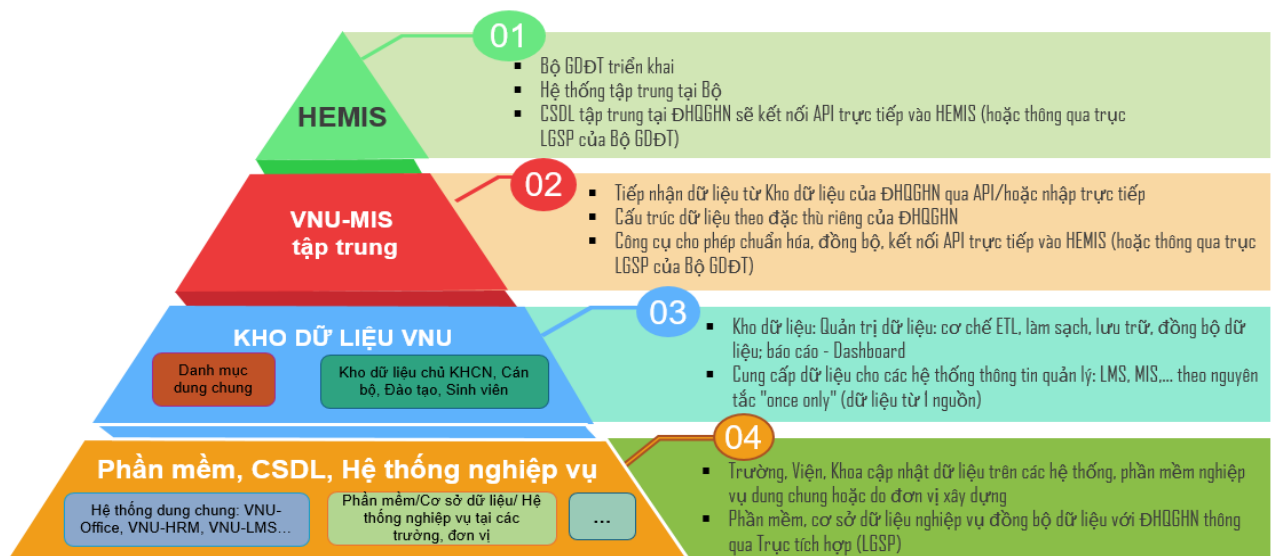 01
HEMIS
▪ Bộ GDĐT triển khai
▪ Hệ thống tập trung tại Bộ
▪ CSDL tập trung tại ĐHQGHN sẽ kết nối API trực tiếp vào HEMIS (hoặc thông qua trục
LGSP của Bộ GDĐT)
02
VNU-MIS
tập trung
▪ Tiếp nhận dữ liệu từ Kho dữ liệu của ĐHQGHN qua API/hoặc nhập trực tiếp
▪ Cấu trúc dữ liệu theo đặc thù riêng của ĐHQGHN
▪ Công cụ cho phép chuẩn hóa, đồng bộ, kết nối API trực tiếp vào HEMIS (hoặc thông qua trục
LGSP của Bộ GDĐT)
03
KHO DỮ LIỆU VNU
Danh mục
dung chung
Kho dữ liệu chủ KHCN, Cán
bộ, Đào tạo, Sinh viên
▪ Kho dữ liệu: Quản trị dữ liệu: cơ chế ETL, làm sạch, lưu trữ, đồng bộ dữ
liệu; báo cáo - Dashboard
▪ Cung cấp dữ liệu cho các hệ thống thông tin quản lý: LMS, MIS,... theo nguyên
tắc "once only" (dữ liệu từ 1 nguồn)
04
Phần mềm, CSDL, Hệ thống nghiệp vụ
Hệ thống dung chung: VNU-
Office, VNU-HRM, VNU-LMS...
Phần mềm/Cơ sở dữ liệu/ Hệ
thống nghiệp vụ tại các
trường, đơn vị
...
▪ Trường, Viện, Khoa cập nhật dữ liệu trên các hệ thống, phần mềm nghiệp
vụ dung chung hoặc do đơn vị xây dựng
▪ Phần mềm, cơ sở dữ liệu nghiệp vụ đồng bộ dữ liệu với ĐHQGHN thông
qua Trục tích hợp (LGSP)